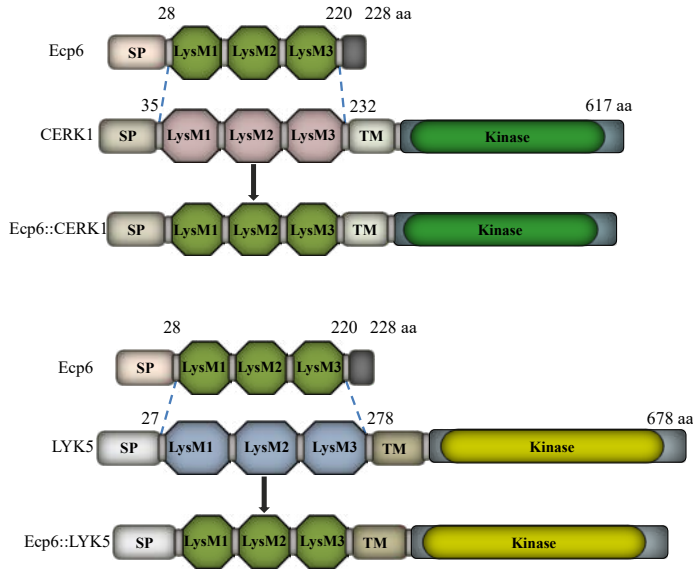 28 220 228 aa
Ecp6 SP LysM1 LysM2 LysM3
35 232 617 aa
CERK1 SP LysM1 LysM2 LysM3 TM Kinase
Ecp6::CERK1 SP LysM1 LysM2 LysM3 TM Kinase
28 220 228 aa
Ecp6 SP LysM1 LysM2 LysM3
27 278 678 aa
LYK5 SP LysM1 LysM2 LysM3 TM Kinase
Ecp6::LYK5 SP LysM1 LysM2 LysM3 TM Kinase